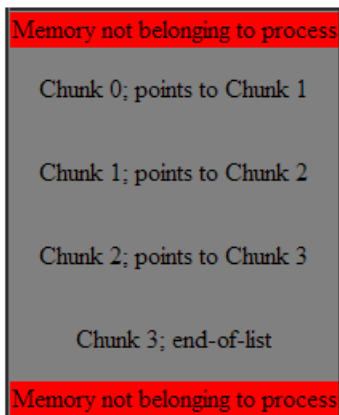 Memory not belonging to process
Chunk 0; points to Chunk 1
Chunk 1; points to Chunk 2
Chunk 2; points to Chunk 3
Chunk 3; end-of-list
Memory not belonging to process